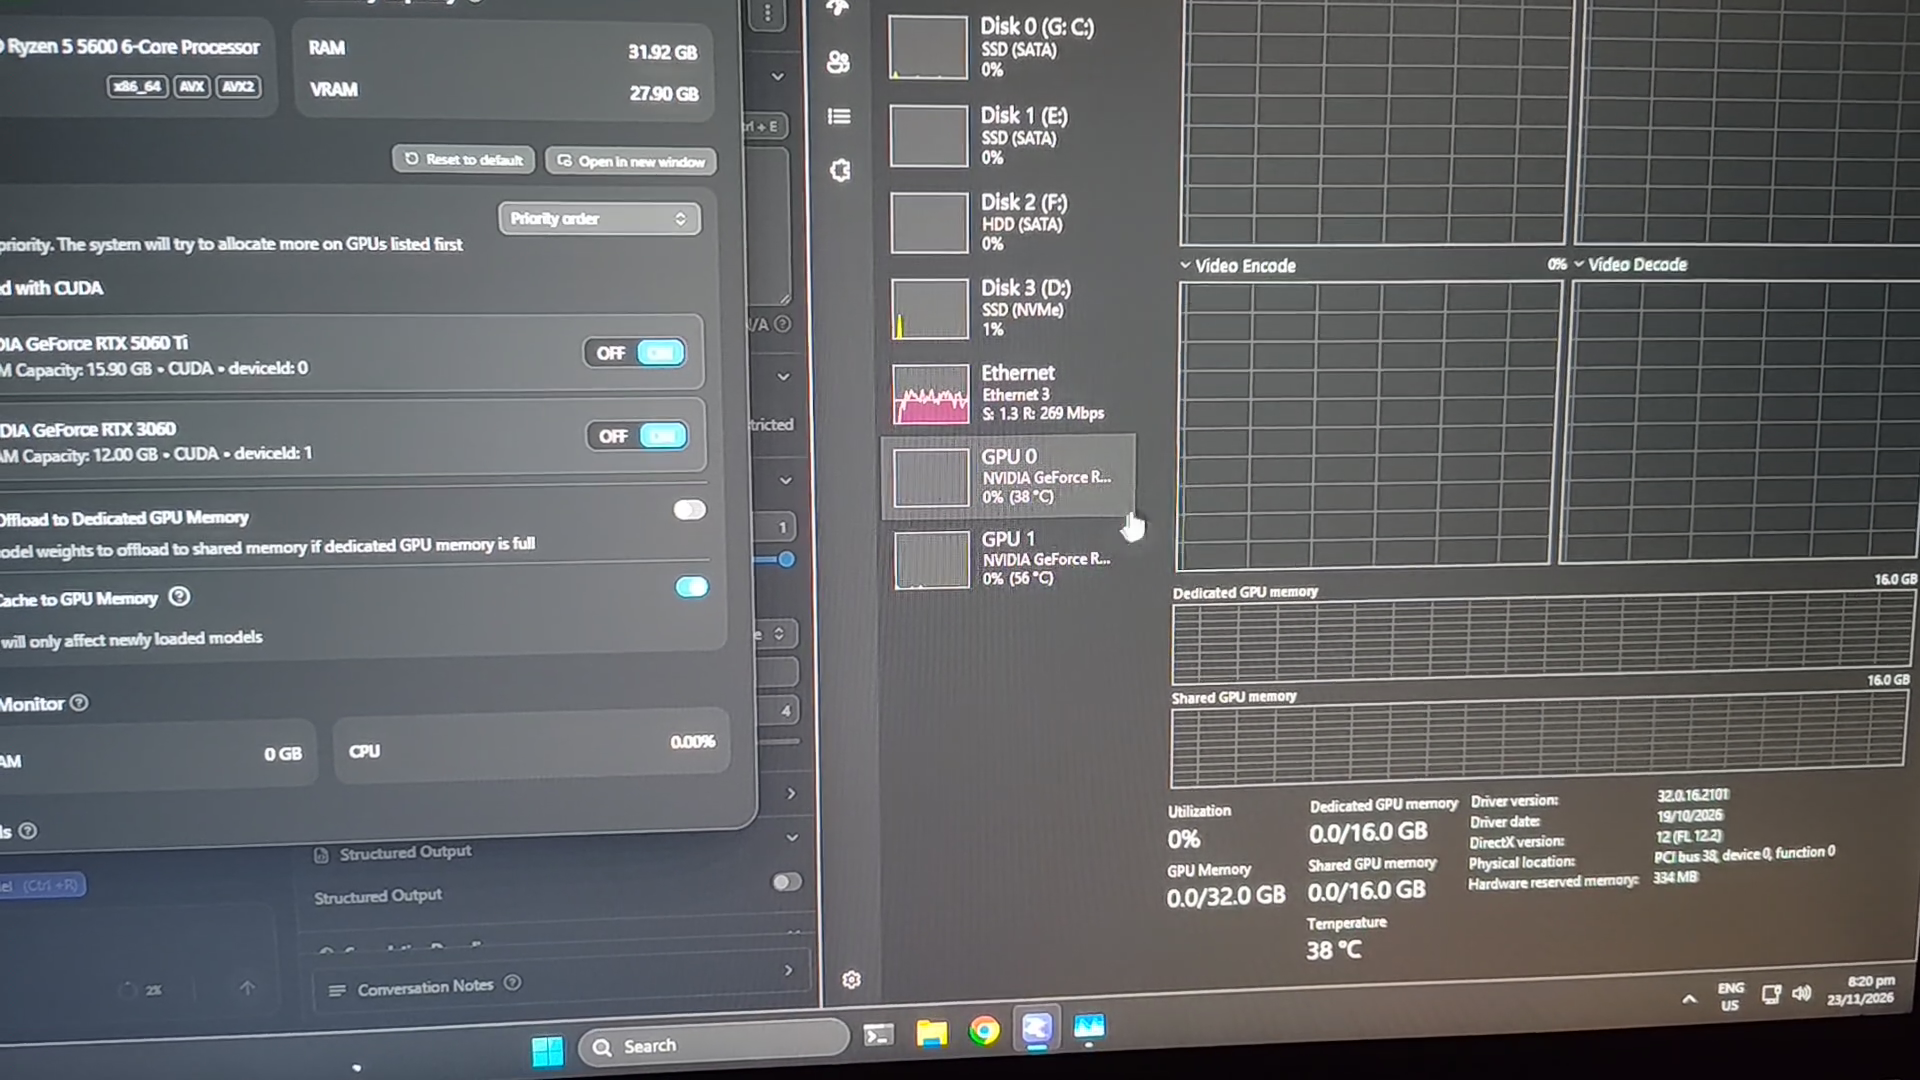 Ryzen 5 5600 6-Core Processor
x86_64 AVX AVX2
RAM 31.92 GB
VRAM 27.90 GB
Reset to default
Open in new window
Priority order
priority. The system will try to allocate more on GPUs listed first
d with CUDA
DIA GeForce RTX 5060 Ti
M Capacity: 15.90 GB • CUDA • deviceId: 0
OFF ON
DIA GeForce RTX 3060
AM Capacity: 12.00 GB • CUDA • deviceId: 1
OFF ON
Offload to Dedicated GPU Memory
odel weights to offload to shared memory if dedicated GPU memory is full
Cache to GPU Memory
will only affect newly loaded models
Monitor
AM 0 GB
CPU 0.00%
ls
el (Ctrl + R)
2%
trl + E
/A
tricted
1
e
4
Structured Output
Structured Output
Conversation Notes
Disk 0 (G: C:)
SSD (SATA)
0%
Disk 1 (E:)
SSD (SATA)
0%
Disk 2 (F:)
HDD (SATA)
0%
Disk 3 (D:)
SSD (NVMe)
1%
Ethernet
Ethernet 3
S: 1.3 R: 269 Mbps
GPU 0
NVIDIA GeForce R...
0% (38 °C)
GPU 1
NVIDIA GeForce R...
0% (56 °C)
Video Encode 0%
Video Decode
Dedicated GPU memory 16.0 GB
Shared GPU memory 16.0 GB
Utilization
0%
GPU Memory
0.0/32.0 GB
Dedicated GPU memory
0.0/16.0 GB
Shared GPU memory
0.0/16.0 GB
Temperature
38 °C
Driver version: 32.0.16.2101
Driver date: 19/10/2026
DirectX version: 12 (FL 12.2)
Physical location: PCI bus 38, device 0, function 0
Hardware reserved memory: 334 MB
Search
ENG
US
8:20 pm
23/11/2026